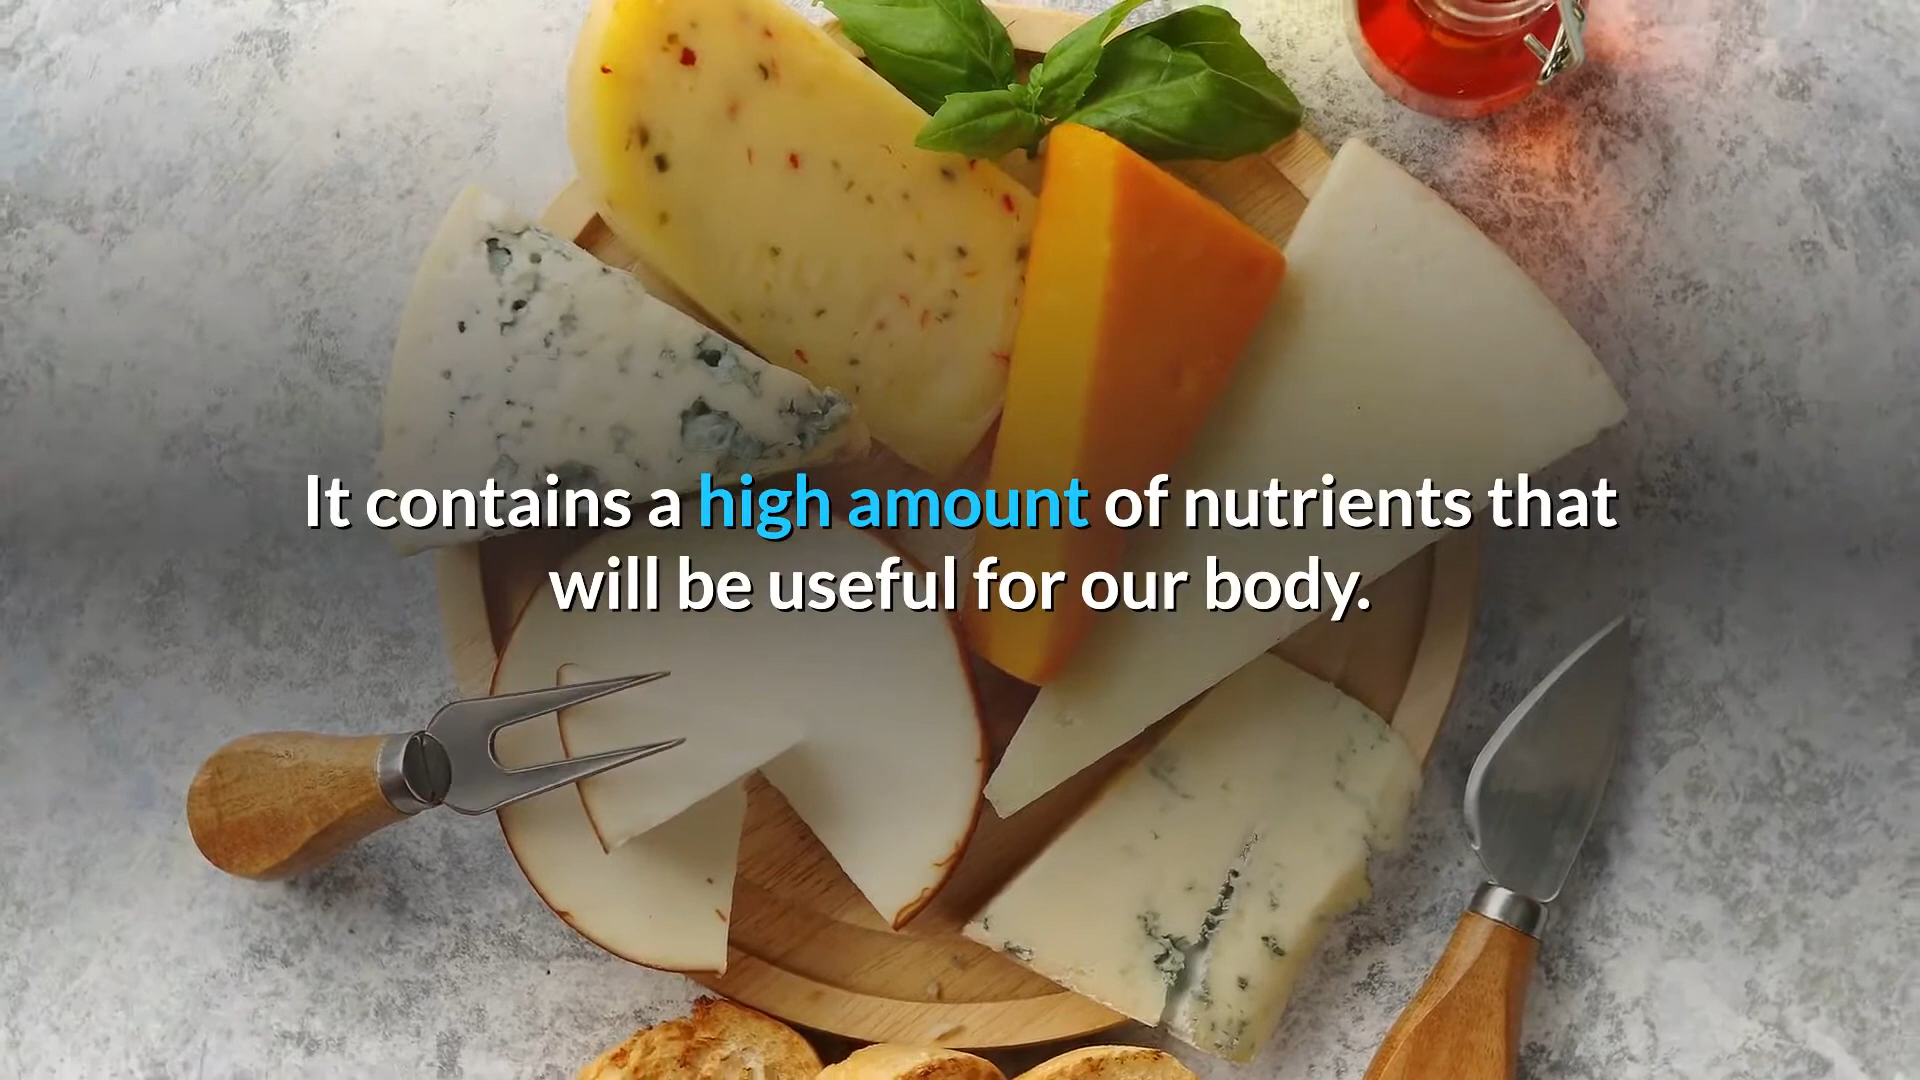 It contains a high amount of nutrients that
will be useful for our body.